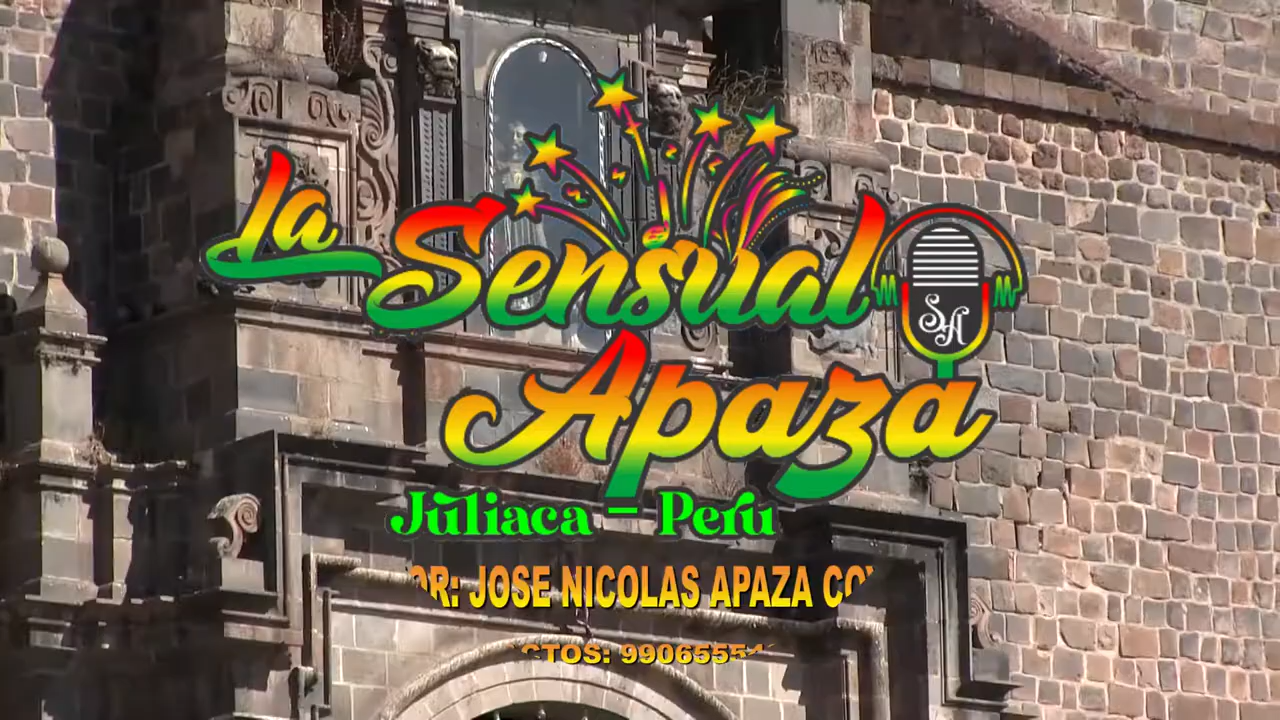 La Sensual
SA
Apaza
Juliaca - Peru
OR: JOSE NICOLAS APAZA CO
CTOS: 9906555